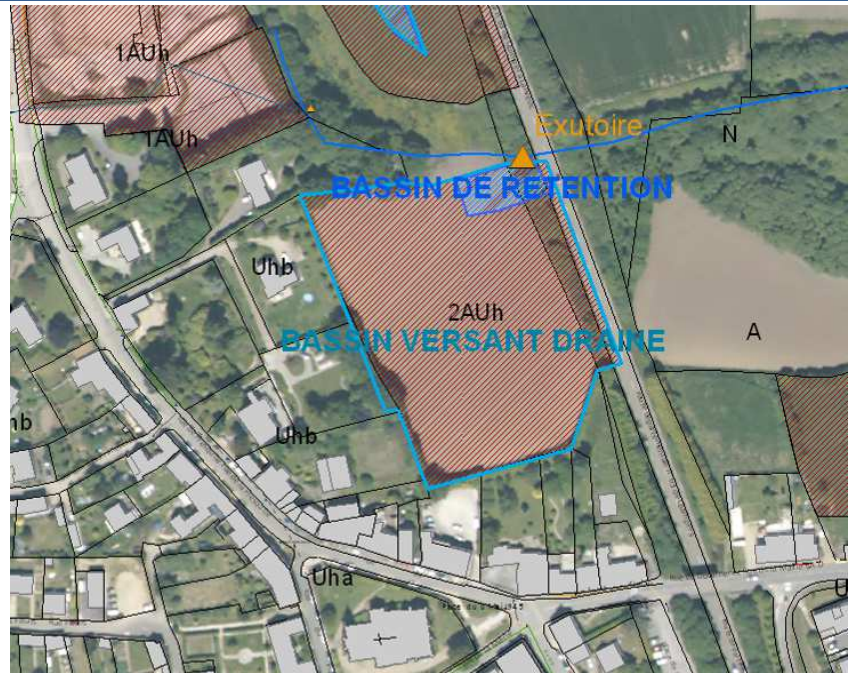 1AUh
Exutoire
N
1AUh
BASSIN DE RETENTION
Uhb
2AUh
A
BASSIN VERSANT DRAINE
hb
Uhb
Uha
U